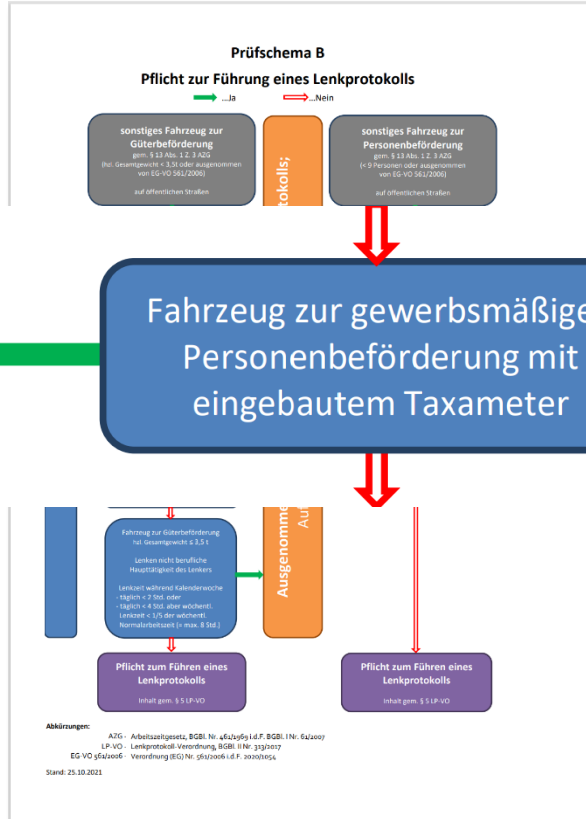 Prüfschema B
Pflicht zur Führung eines Lenkprotokolls
...Ja ...Nein
sonstiges Fahrzeug zur
Güterbeförderung
gem. § 13 Abs. 1 Z. 3 AZG
(hzl. Gesamtgewicht < 3,5t oder ausgenommen
von EG-VO 561/2006)
auf öffentlichen Straßen
tokolls;
sonstiges Fahrzeug zur
Personenbeförderung
gem. § 13 Abs. 1 Z. 3 AZG
(< 9 Personen oder ausgenommen
von EG-VO 561/2006)
auf öffentlichen Straßen
Fahrzeug zur gewerbsmäßige
Personenbeförderung mit
eingebautem Taxameter
Fahrzeug zur Güterbeförderung
hzl. Gesamtgewicht ≤ 3,5 t
Lenken nicht berufliche
Haupttätigkeit des Lenkers
Lenkzeit während Kalenderwoche
- täglich < 2 Std. oder
- täglich < 4 Std. aber wöchentl.
Lenkzeit < 1/5 der wöchentl.
Normalarbeitszeit [= max. 8 Std.]
Ausgenomme
Auf
Pflicht zum Führen eines
Lenkprotokolls
Inhalt gem. § 5 LP-VO
Pflicht zum Führen eines
Lenkprotokolls
Inhalt gem. § 5 LP-VO
Abkürzungen:
AZG - Arbeitszeitgesetz, BGBl. Nr. 461/1969 i.d.F. BGBl. I Nr. 61/2007
LP-VO - Lenkprotokoll-Verordnung, BGBl. II Nr. 313/2017
EG-VO 561/2006 - Verordnung (EG) Nr. 561/2006 i.d.F. 2020/1054
Stand: 25.10.2021